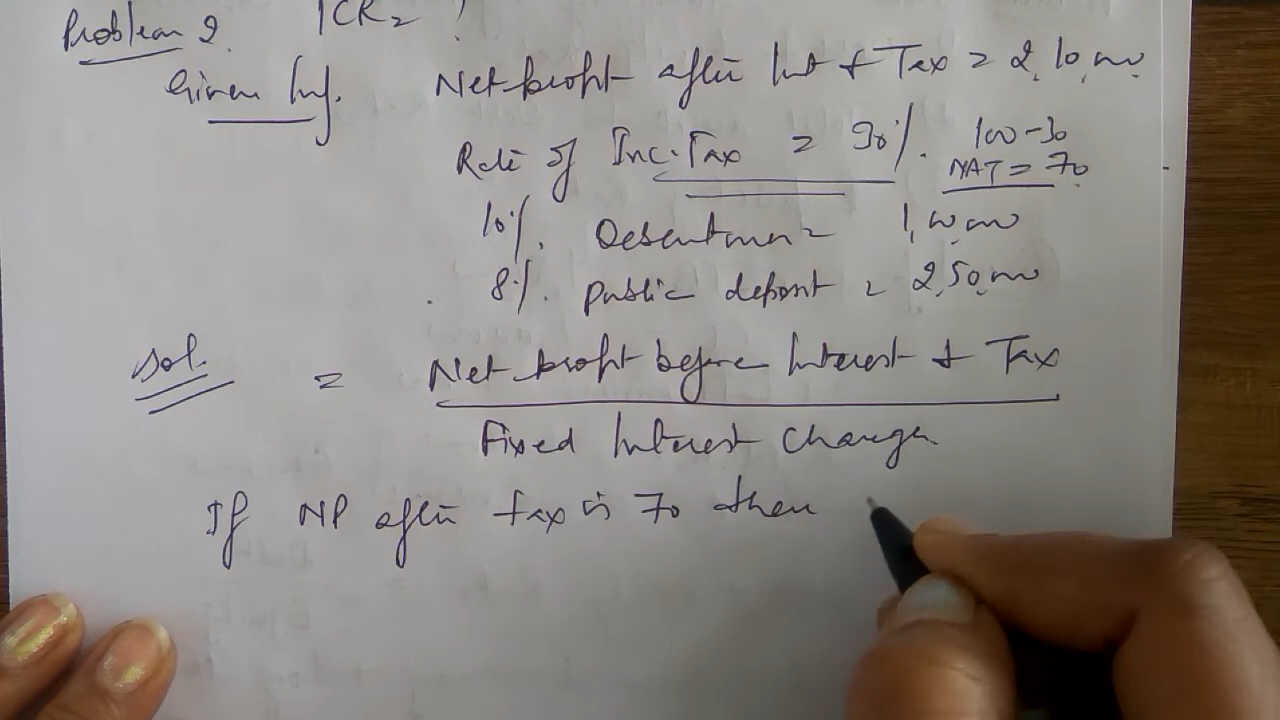 Problem 2. ICR = ?
Given Inf. Net profit after Int & Tax = 2,10,000
Rate of Inc. Tax = 30%. 100-30
NAT = 70
10%. Debenture = 1,00,000
8%. public deposit = 2,50,000
Sol. = Net profit before Interest & Tax
Fixed Interest Charges
If NP after tax is 70 then